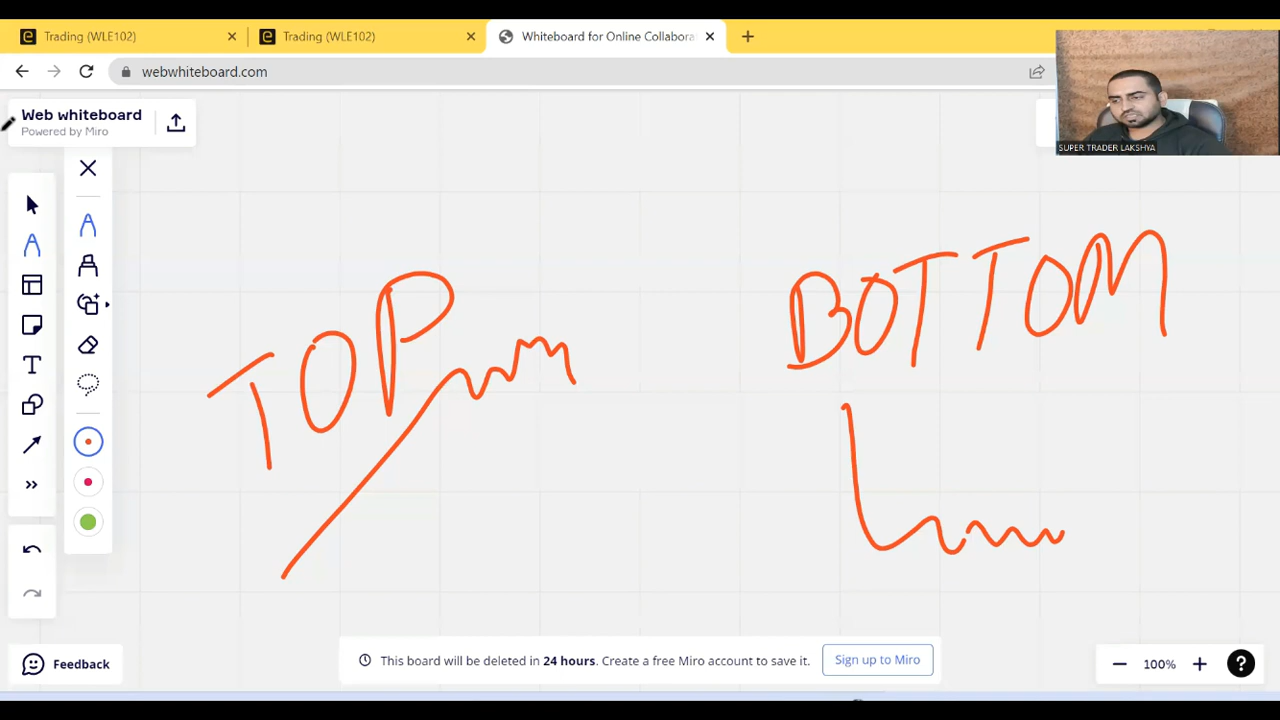 Trading (WLE102)
Trading (WLE102)
Whiteboard for Online Collabora
webwhiteboard.com
Web whiteboard
Powered by Miro
SUPER TRADER LAKSHYA
TOP
BOTTOM
Feedback
This board will be deleted in 24 hours. Create a free Miro account to save it.
Sign up to Miro
100%